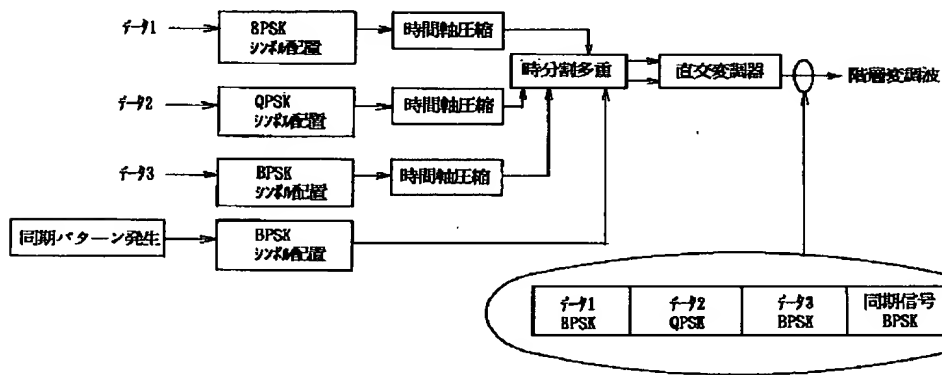 データ1
BPSK
シンボル配置
時間軸圧縮
時分割多重
直交変調器
階層変調波
データ2
QPSK
シンボル配置
時間軸圧縮
データ3
BPSK
シンボル配置
時間軸圧縮
同期パターン発生
BPSK
シンボル配置
データ1
BPSK
データ2
QPSK
データ3
BPSK
同期信号
BPSK